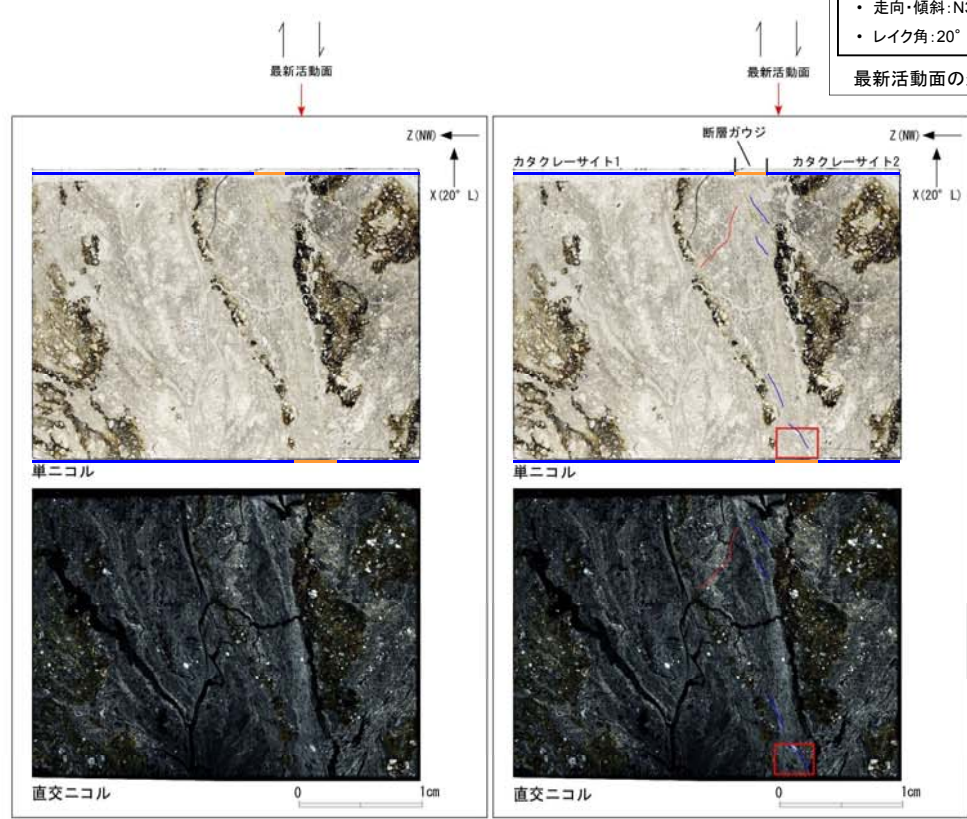 • 走向・傾斜:N3
• レイク角:20°
最新活動面の
最新活動面
最新活動面
Z(NW)
X(20° L)
単ニコル
直交ニコル
0 1cm
断層ガウジ
Z(NW)
カタクレーサイト1
カタクレーサイト2
X(20° L)
単ニコル
直交ニコル
0 1cm